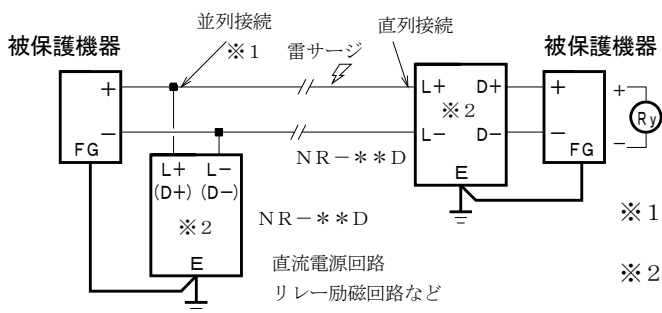 並列接続
直列接続
被保護機器
※1
雷サージ
被保護機器
+
L+
D+
+
+
※2
Ry
−
L−
D−
−
−
FG
NR−**D
FG
L+
L−
E
(D+)
(D−)
※2
NR−**D
※1
E
直流電源回路
※2
リレー励磁回路など